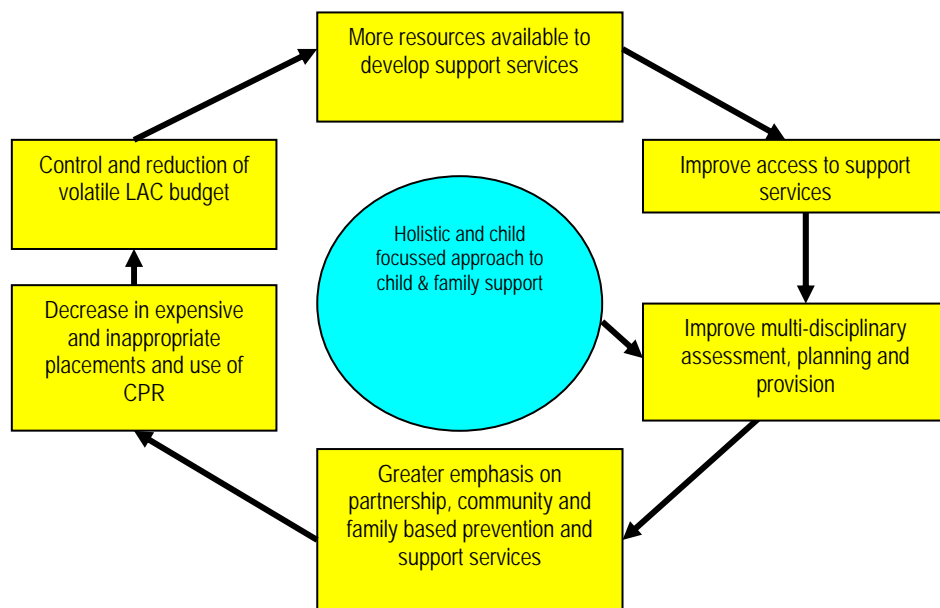 More resources available to
develop support services
Control and reduction of
volatile LAC budget
Improve access to support
services
Holistic and child
focussed approach to
child & family support
Decrease in expensive
and inappropriate
placements and use of
CPR
Improve multi-disciplinary
assessment, planning and
provision
Greater emphasis on
partnership, community and
family based prevention and
support services